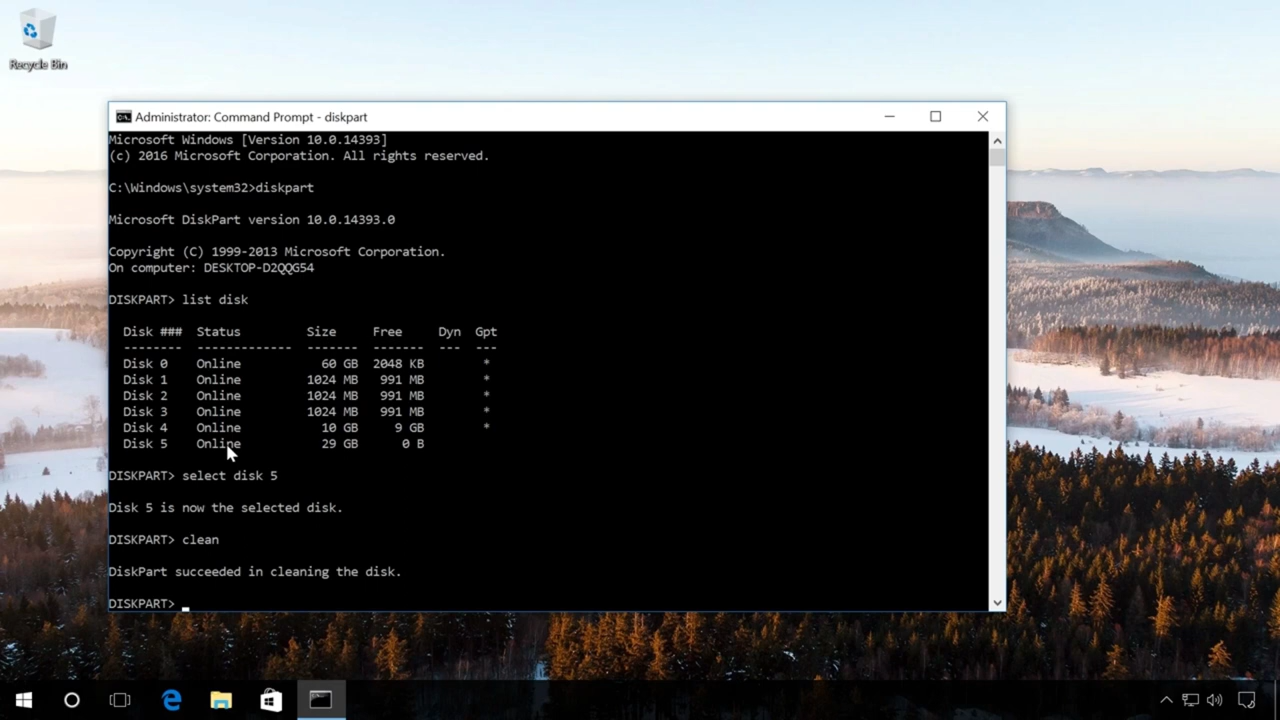 Recycle Bin
Administrator: Command Prompt - diskpart
Microsoft Windows [Version 10.0.14393]
(c) 2016 Microsoft Corporation. All rights reserved.
C:\Windows\system32>diskpart
Microsoft DiskPart version 10.0.14393.0
Copyright (C) 1999-2013 Microsoft Corporation.
On computer: DESKTOP-D2QQG54
DISKPART> list disk
  Disk ###  Status         Size     Free     Dyn  Gpt
  --------  -------------  -------  -------  ---  ---
  Disk 0    Online           60 GB  2048 KB        *
  Disk 1    Online         1024 MB   991 MB        *
  Disk 2    Online         1024 MB   991 MB        *
  Disk 3    Online         1024 MB   991 MB        *
  Disk 4    Online           10 GB     9 GB        *
  Disk 5    Online           29 GB      0 B
DISKPART> select disk 5
Disk 5 is now the selected disk.
DISKPART> clean
DiskPart succeeded in cleaning the disk.
DISKPART>